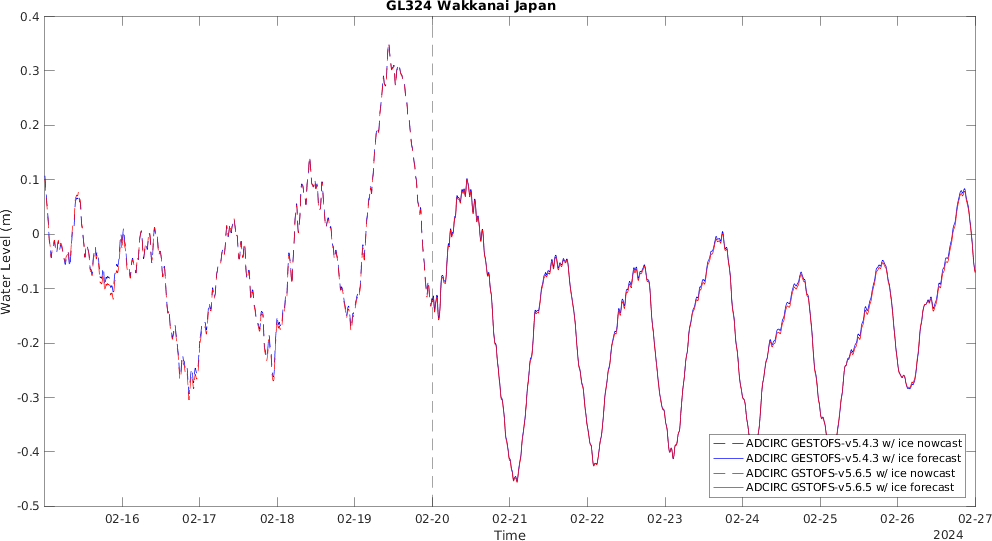 GL324 Wakkanai Japan
0.4
0.3
0.2
0.1
0
-0.1
-0.2
-0.3
-0.4
-0.5
Water Level (m)
ADCIRC GESTOFS-v5.4.3 w/ ice nowcast
ADCIRC GESTOFS-v5.4.3 w/ ice forecast
ADCIRC GSTOFS-v5.6.5 w/ ice nowcast
ADCIRC GSTOFS-v5.6.5 w/ ice forecast
02-16 02-17 02-18 02-19 02-20 02-21 02-22 02-23 02-24 02-25 02-26 02-27
Time
2024